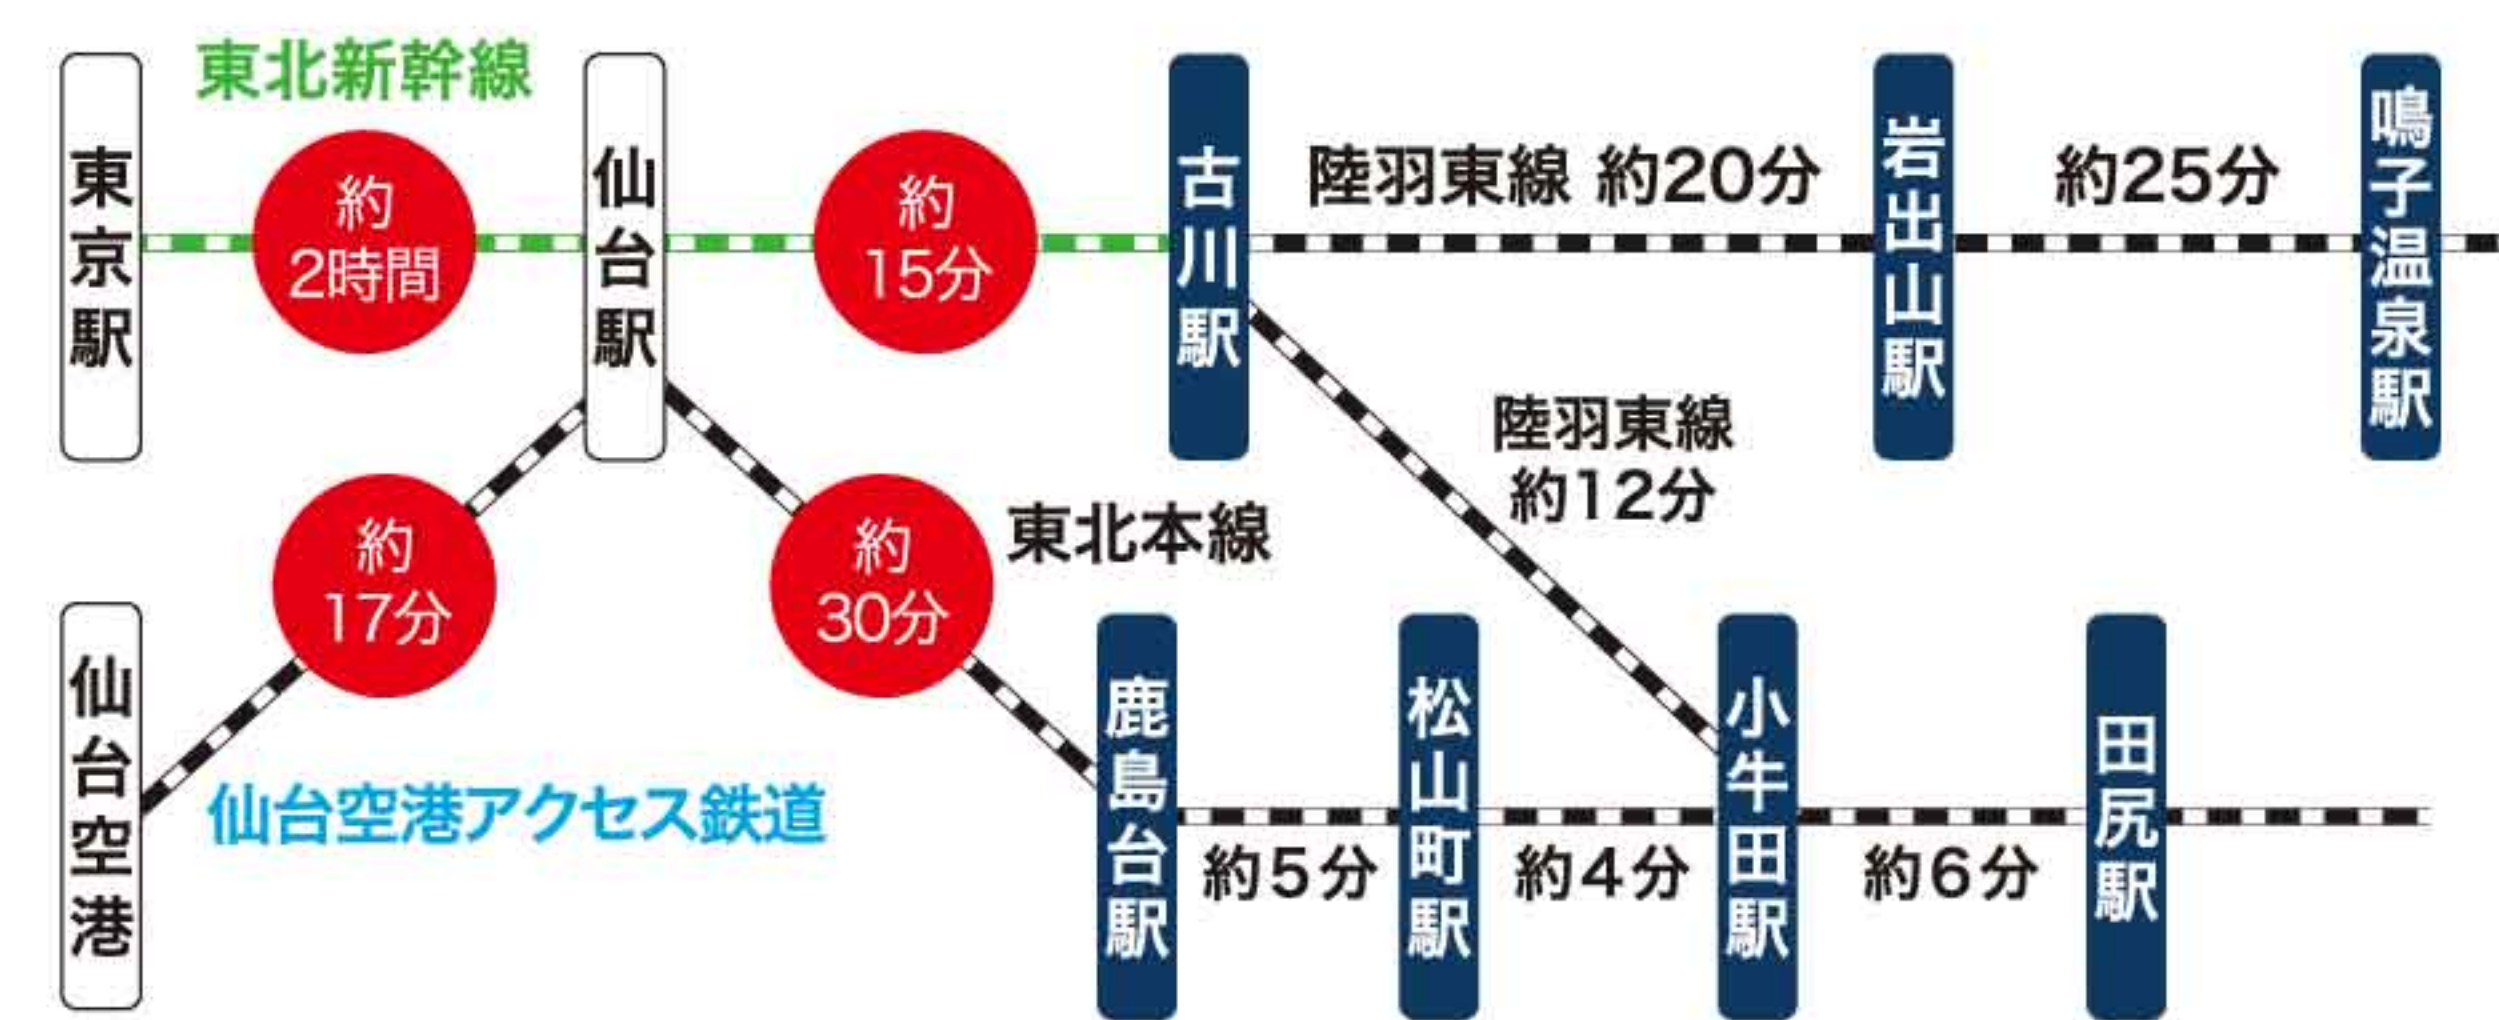 東北新幹線
東京駅
約
2時間
仙台駅
約
15分
古川駅
陸羽東線 約20分
岩出山駅
約25分
鳴子温泉駅
陸羽東線
約12分
約
17分
約
30分
東北本線
仙台空港
仙台空港アクセス鉄道
鹿島台駅
約5分
松山町駅
約4分
小牛田駅
約6分
田尻駅